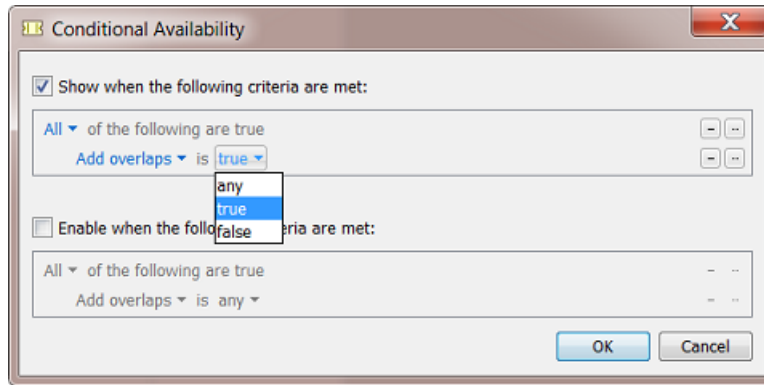 Conditional Availability
Show when the following criteria are met:
All of the following are true
Add overlaps is true
any
true
false
Enable when the follo eria are met:
All of the following are true
Add overlaps is any
OK Cancel